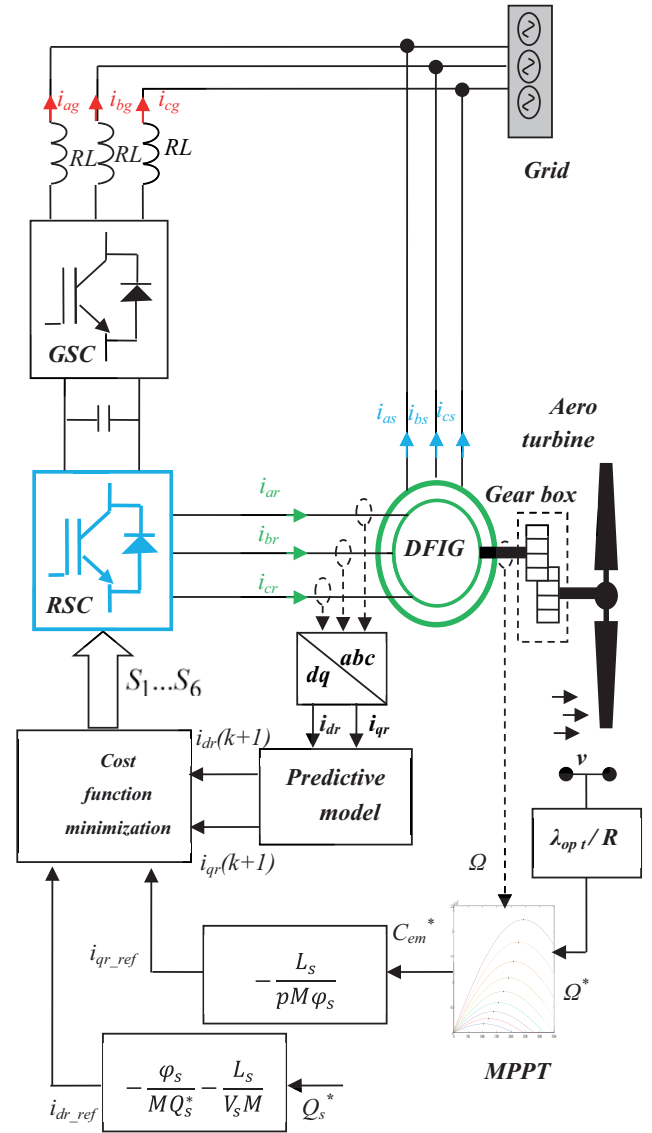 i_ag i_bg i_cg
RL RL RL
Grid
GSC
i_as i_bs i_cs
Aero
turbine
Gear box
i_ar
i_br
i_cr
DFIG
RSC
S_1...S_6
abc
dq
i_dr i_qr
i_dr(k+1)
Cost
function
minimization
Predictive
model
i_qr(k+1)
v
λ_op t / R
Ω
C_em^*
i_qr_ref
- L_s / pMφ_s
Ω^*
MPPT
- φ_s / MQ_s^* - L_s / V_sM
i_dr_ref
Q_s^*